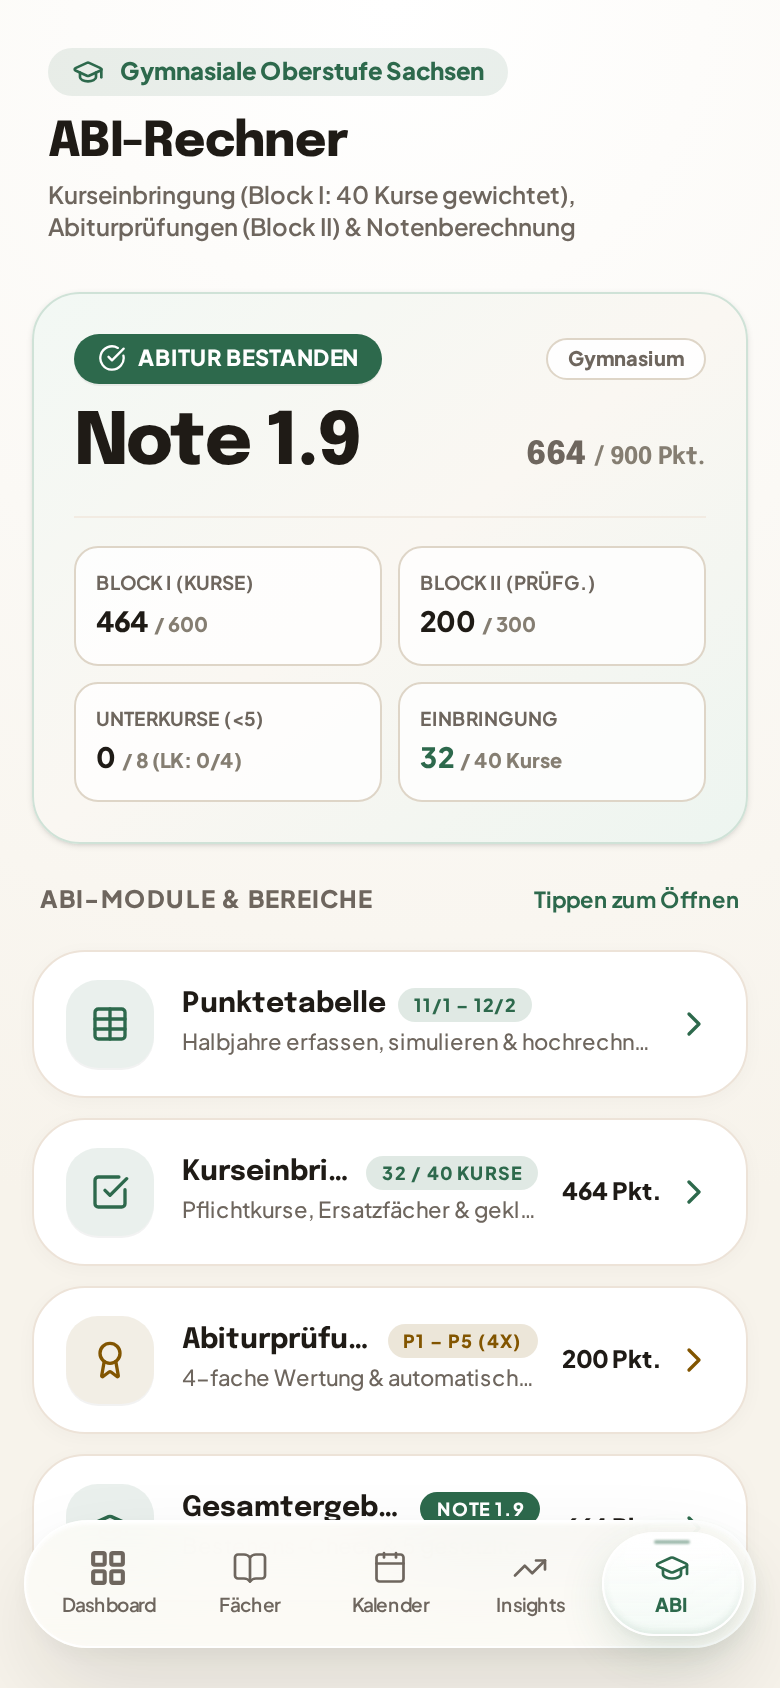 Gymnasiale Oberstufe Sachsen
ABI-Rechner
Kurseinbringung (Block I: 40 Kurse gewichtet),
Abiturprüfungen (Block II) & Notenberechnung
ABITUR BESTANDEN
Gymnasium
Note 1.9
664 / 900 Pkt.
BLOCK I (KURSE)
464 / 600
BLOCK II (PRÜFG.)
200 / 300
UNTERKURSE (<5)
0 / 8 (LK: 0/4)
EINBRINGUNG
32 / 40 Kurse
ABI-MODULE & BEREICHE
Tippen zum Öffnen
Punktetabelle 11/1 – 12/2
Halbjahre erfassen, simulieren & hochrechn...
Kurseinbri... 32 / 40 KURSE
Pflichtkurse, Ersatzfächer & gekl...
464 Pkt.
Abiturprüfu... P1 – P5 (4X)
4-fache Wertung & automatisch...
200 Pkt.
Gesamtergeb... NOTE 1.9
Dashboard
Fächer
Kalender
Insights
ABI